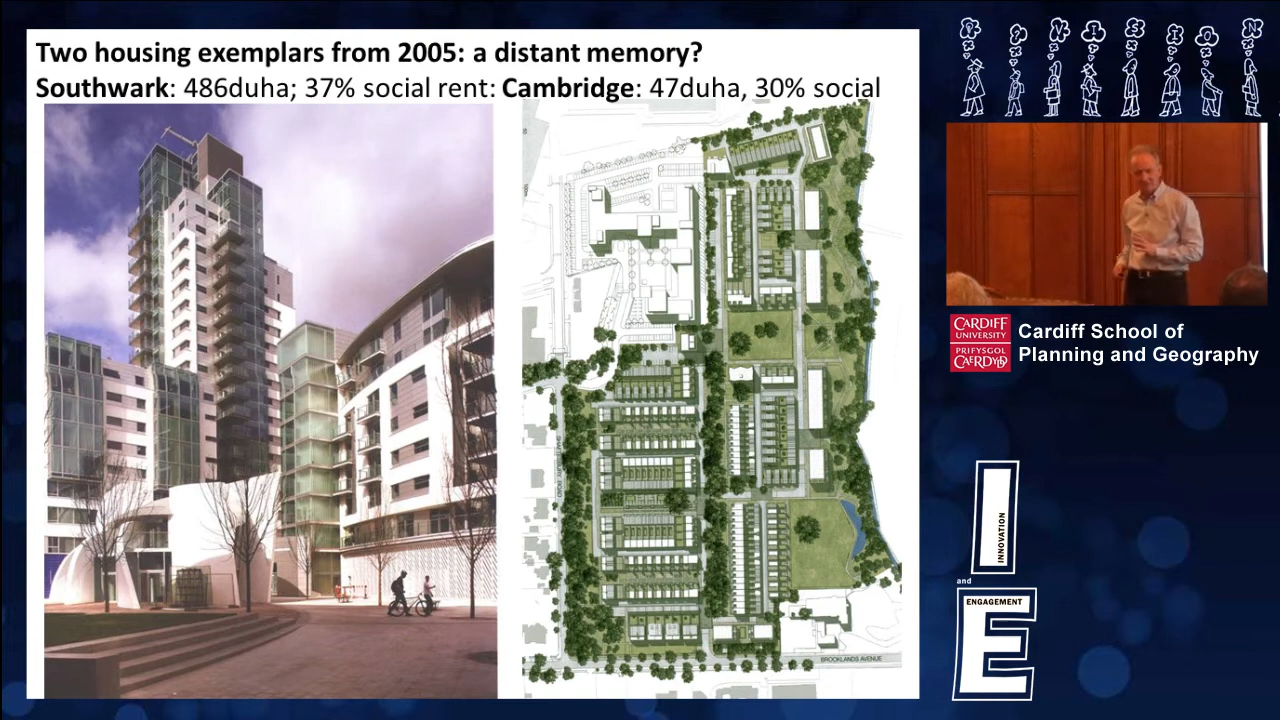 Two housing exemplars from 2005: a distant memory?
Southwark: 486duha; 37% social rent: Cambridge: 47duha, 30% social
BROOKLANDS AVENUE
CARDIFF
UNIVERSITY
PRIFYSGOL
CAERDYDD
Cardiff School of
Planning and Geography
INNOVATION
I
and
ENGAGEMENT
E